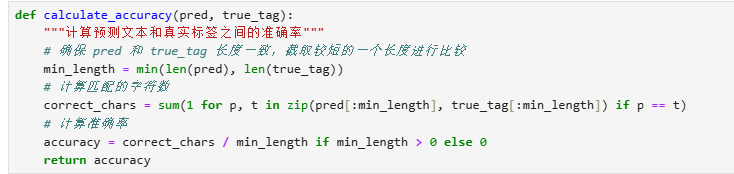 def calculate_accuracy(pred, true_tag):
    """计算预测文本和真实标签之间的准确率"""
    # 确保 pred 和 true_tag 长度一致，截取较短的一个长度进行比较
    min_length = min(len(pred), len(true_tag))
    # 计算匹配的字符数
    correct_chars = sum(1 for p, t in zip(pred[:min_length], true_tag[:min_length]) if p == t)
    # 计算准确率
    accuracy = correct_chars / min_length if min_length > 0 else 0
    return accuracy